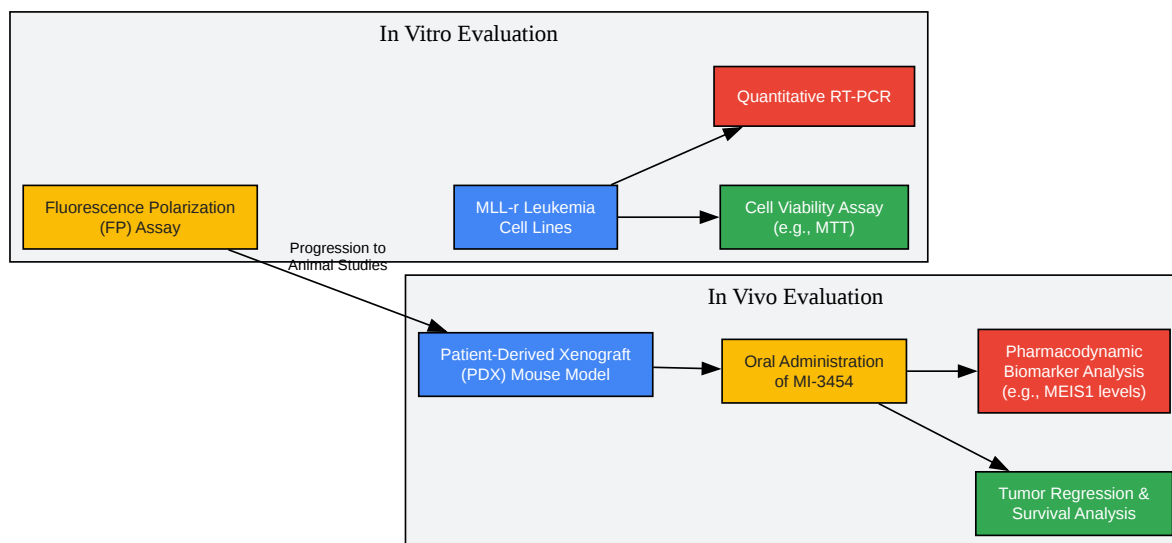 In Vitro Evaluation
Quantitative RT-PCR
Fluorescence Polarization
(FP) Assay
MLL-r Leukemia
Cell Lines
Cell Viability Assay
(e.g., MTT)
Progression to
Animal Studies
In Vivo Evaluation
Patient-Derived Xenograft
(PDX) Mouse Model
Oral Administration
of MI-3454
Pharmacodynamic
Biomarker Analysis
(e.g., MEIS1 levels)
Tumor Regression &
Survival Analysis